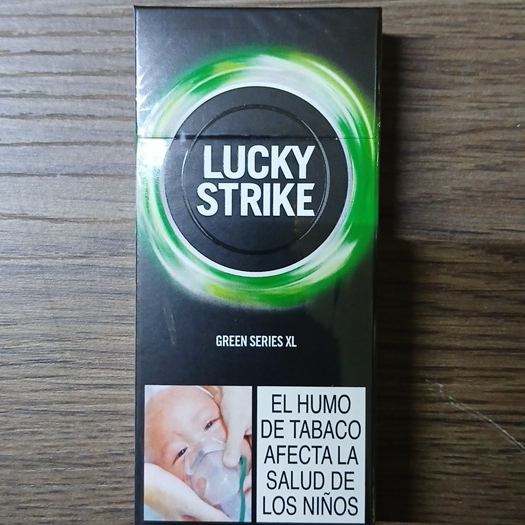 LUCKY
STRIKE
GREEN SERIES XL
EL HUMO
DE TABACO
AFECTA LA
SALUD DE
LOS NIÑOS